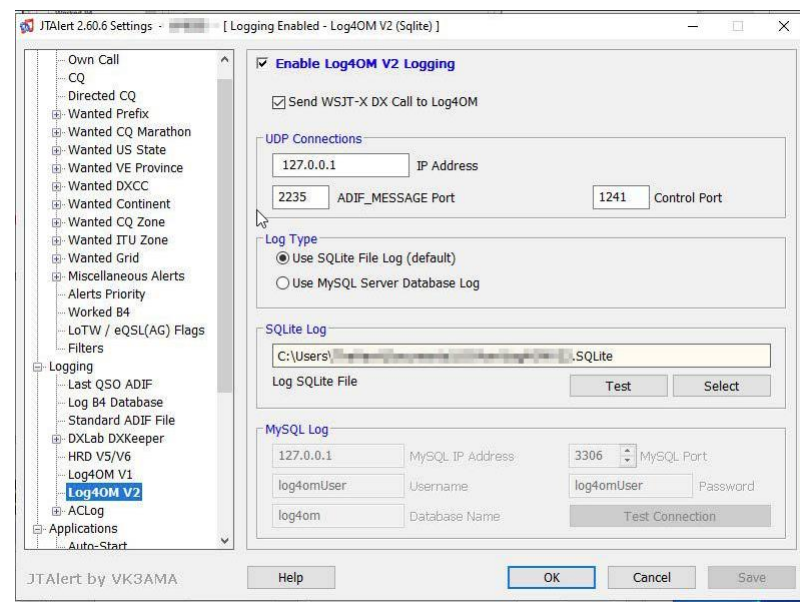 JTAlert 2.60.6 Settings - [ Logging Enabled - Log4OM V2 (Sqlite) ]
Own Call
CQ
Directed CQ
Wanted Prefix
Wanted CQ Marathon
Wanted US State
Wanted VE Province
Wanted DXCC
Wanted Continent
Wanted CQ Zone
Wanted ITU Zone
Wanted Grid
Miscellaneous Alerts
Alerts Priority
Worked B4
LoTW / eQSL(AG) Flags
Filters
Logging
Last QSO ADIF
Log B4 Database
Standard ADIF File
DXLab DXKeeper
HRD V5/V6
Log4OM V1
Log4OM V2
ACLog
Applications
Auto-Start
Enable Log4OM V2 Logging
Send WSJT-X DX Call to Log4OM
UDP Connections
127.0.0.1 IP Address
2235 ADIF_MESSAGE Port 1241 Control Port
Log Type
Use SQLite File Log (default)
Use MySQL Server Database Log
SQLite Log
C:\Users\ .SQLite
Log SQLite File Test Select
MySQL Log
127.0.0.1 MySQL IP Address 3306 MySQL Port
log4omUser Username log4omUser Password
log4om Database Name Test Connection
JTAlert by VK3AMA Help OK Cancel Save